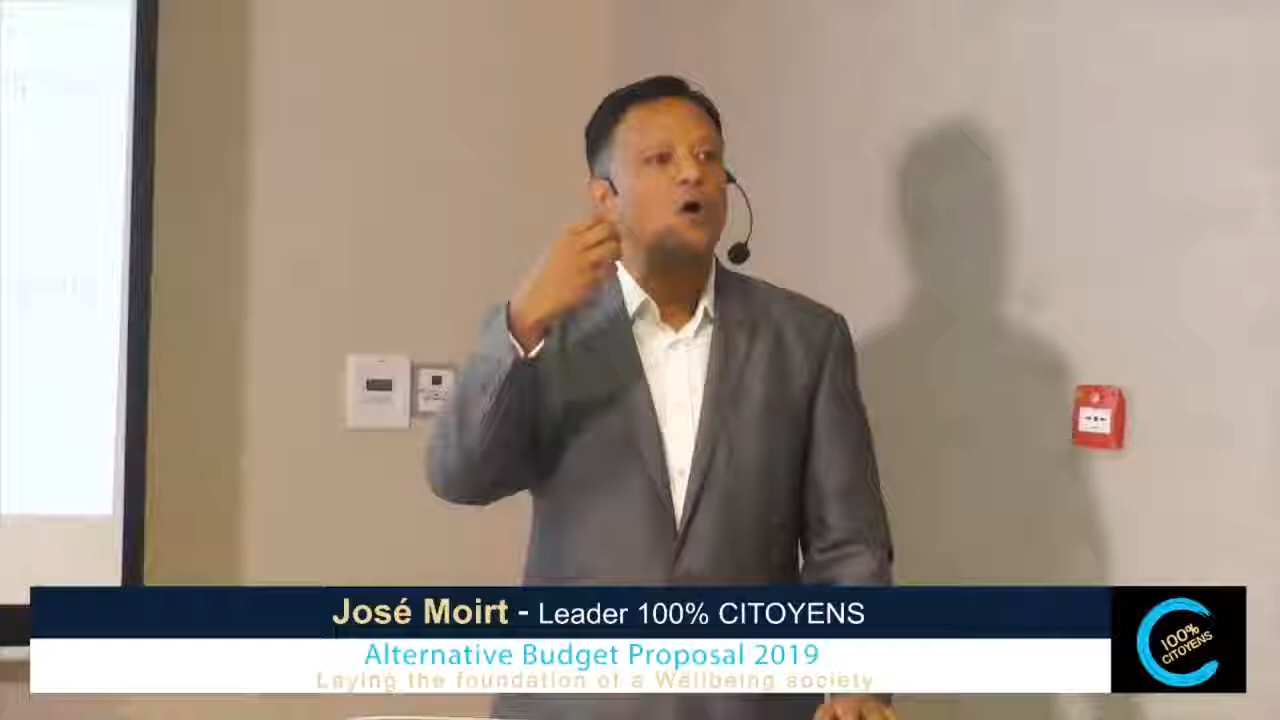 José Moirt - Leader 100% CITOYENS
Alternative Budget Proposal 2019
Laying the foundation of a Wellbeing society
100%
CITOYENS